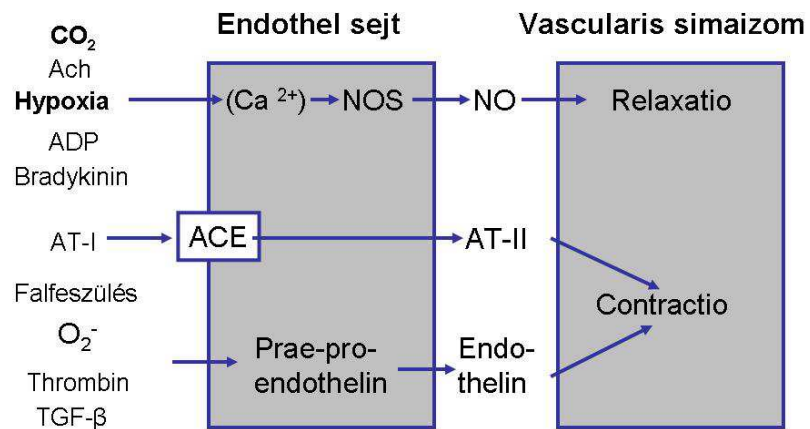 Endothel sejt
Vascularis simaizom
CO₂
Ach
Hypoxia
(Ca ²⁺)
NOS
NO
Relaxatio
ADP
Bradykinin
AT-I
ACE
AT-II
Falfeszülés
O₂⁻
Thrombin
TGF-β
Prae-pro-
endothelin
Endo-
thelin
Contractio